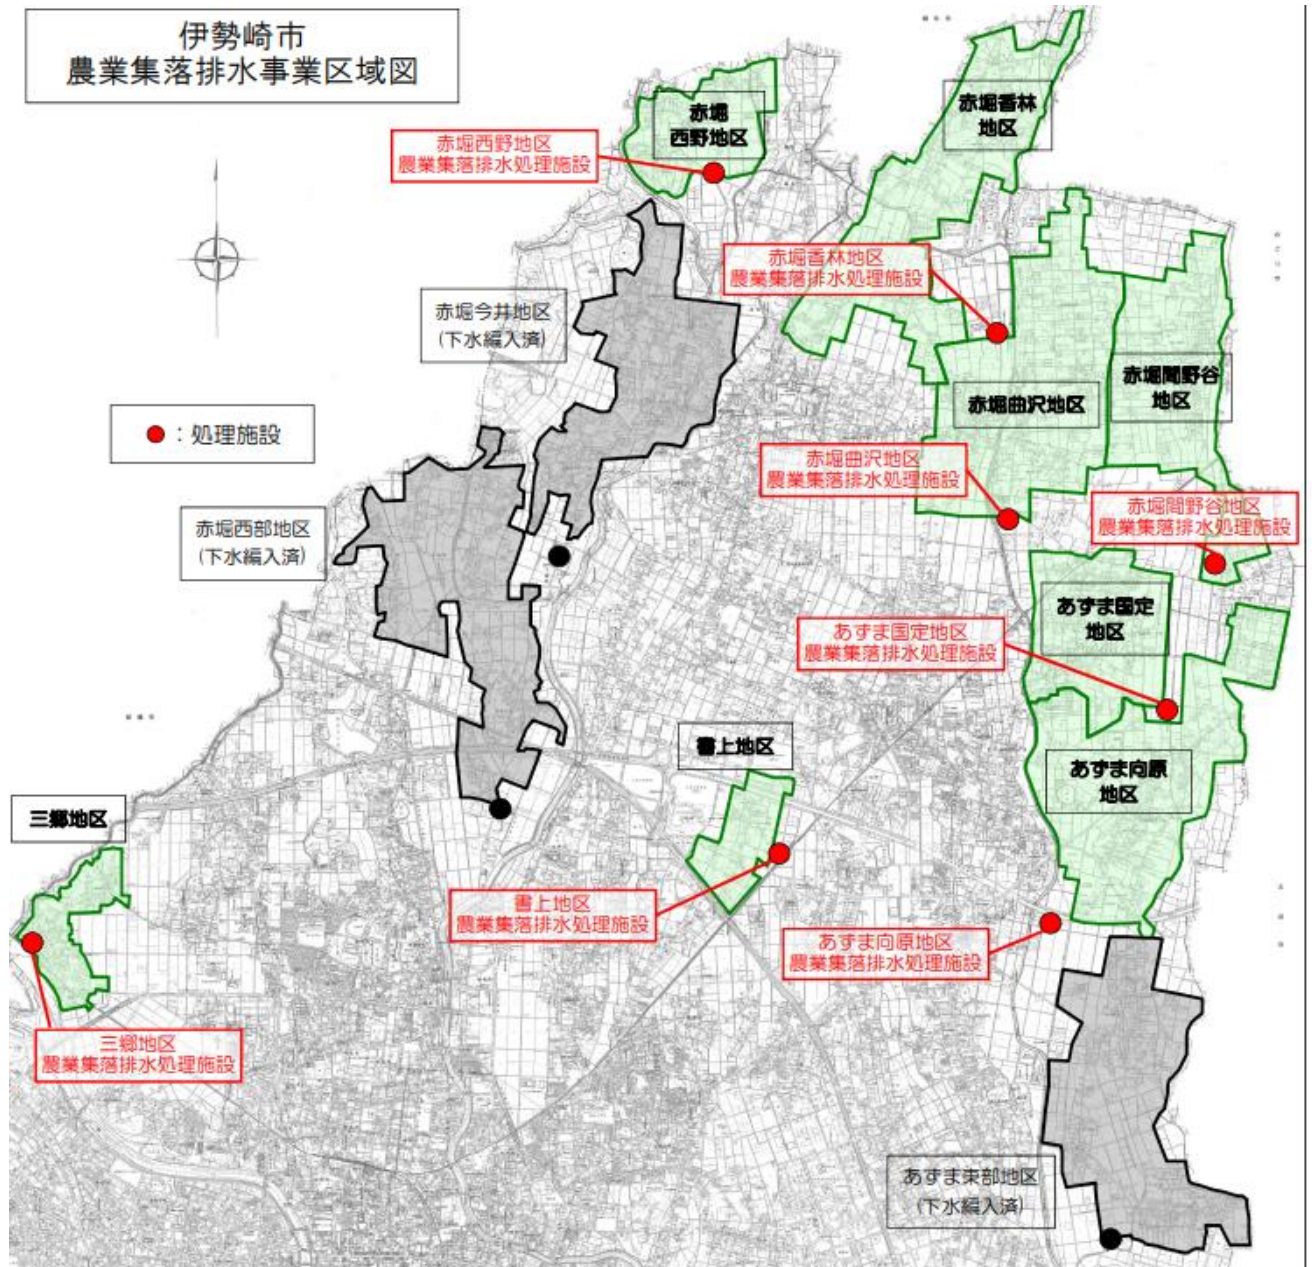 伊勢崎市
農業集落排水事業区域図
赤堀
西野地区
赤堀香林
地区
赤堀西野地区
農業集落排水処理施設
赤堀香林地区
農業集落排水処理施設
赤堀今井地区
(下水編入済)
赤堀間野谷
地区
赤堀曲沢地区
●：処理施設
赤堀曲沢地区
農業集落排水処理施設
赤堀間野谷地区
農業集落排水処理施設
赤堀西部地区
(下水編入済)
あずま国定
地区
あずま国定地区
農業集落排水処理施設
書上地区
あずま向原
地区
三郷地区
書上地区
農業集落排水処理施設
あずま向原地区
農業集落排水処理施設
三郷地区
農業集落排水処理施設
あずま東部地区
(下水編入済)